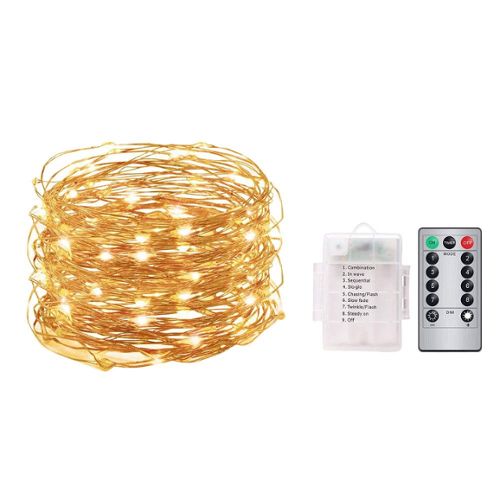 1. Combination
2. In wave
3. Sequential
4. Slo-glo
5. Chasing/Flash
6. Slow fade
7. Twinkle/Flash
8. Steady on
9. Off
ON TIMER OFF
MODE
1 2
3 4
5 6
7 8
- DIM +